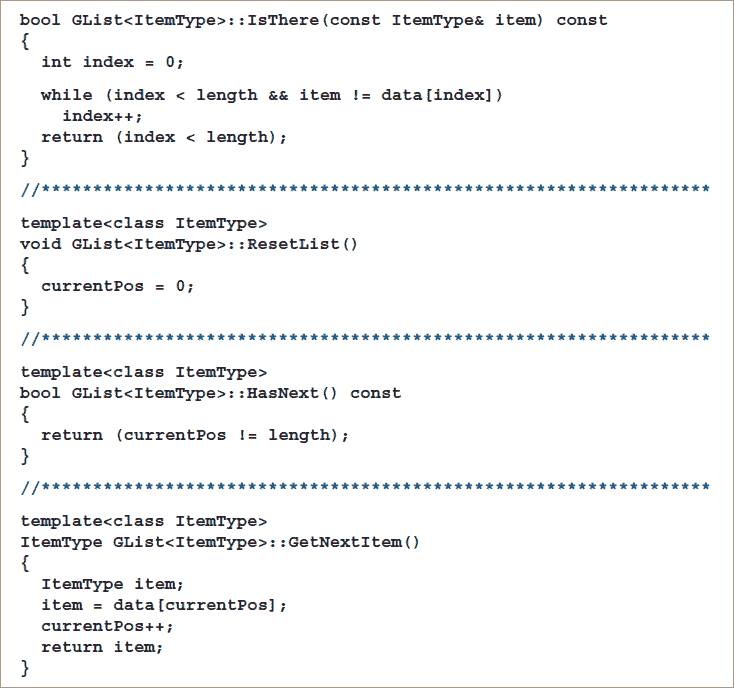 bool GList<ItemType>::IsThere(const ItemType& item) const
{
  int index = 0;
  while (index < length && item != data[index])
    index++;
  return (index < length);
}
//*****************************************************************
template<class ItemType>
void GList<ItemType>::ResetList()
{
  currentPos = 0;
}
//*****************************************************************
template<class ItemType>
bool GList<ItemType>::HasNext() const
{
  return (currentPos != length);
}
//*****************************************************************
template<class ItemType>
ItemType GList<ItemType>::GetNextItem()
{
  ItemType item;
  item = data[currentPos];
  currentPos++;
  return item;
}